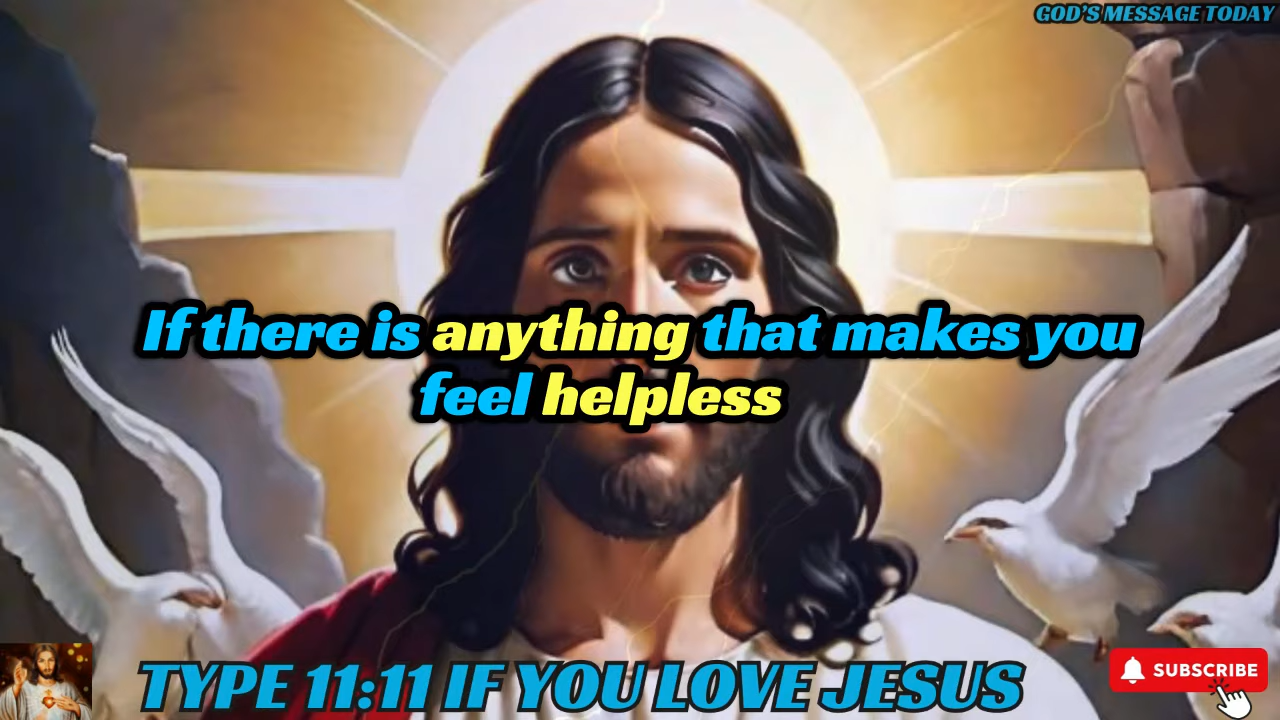 GOD'S MESSAGE TODAY
If there is anything that makes you
feel helpless
TYPE 11:11 IF YOU LOVE JESUS
SUBSCRIBE